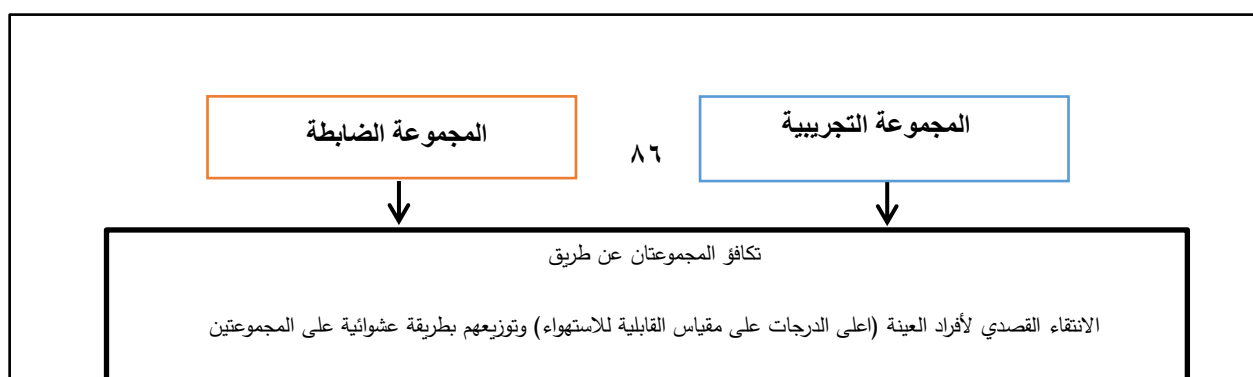 المجموعة التجريبية
المجموعة الضابطة
٨٦
تكافؤ المجموعتان عن طريق
الانتقاء القصدي لأفراد العينة (اعلى الدرجات على مقياس القابلية للاستهواء) وتوزيعهم بطريقة عشوائية على المجموعتين